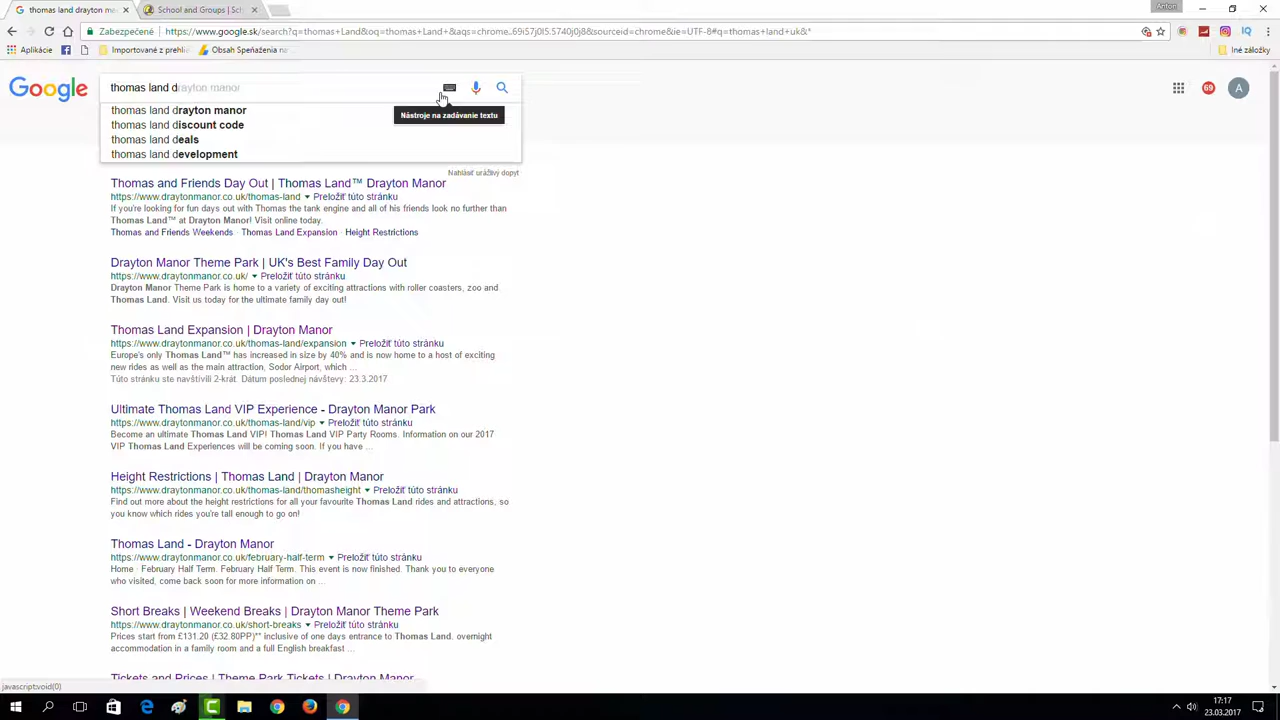 thomas land drayton ma
School and Groups | Sch
Anton
Zabezpečené
https://www.google.sk/search?q=thomas+Land+&oq=thomas+Land+&aqs=chrome..69i57j0l5.5740j0j8&sourceid=chrome&ie=UTF-8#q=thomas+land+uk&*
Aplikácie
Importované z prehli
Obsah Speňaženia na
Iné záložky
Google
thomas land drayton manor
69
A
thomas land drayton manor
Nástroje na zadávanie textu
thomas land discount code
thomas land deals
thomas land development
Nahlásiť urážlivý dopyt
Thomas and Friends Day Out | Thomas Land™ Drayton Manor
https://www.draytonmanor.co.uk/thomas-land ▼ Preložiť túto stránku
If you're looking for fun days out with Thomas the tank engine and all of his friends look no further than
Thomas Land™ at Drayton Manor! Visit online today.
Thomas and Friends Weekends · Thomas Land Expansion · Height Restrictions
Drayton Manor Theme Park | UK's Best Family Day Out
https://www.draytonmanor.co.uk/ ▼ Preložiť túto stránku
Drayton Manor Theme Park is home to a variety of exciting attractions with roller coasters, zoo and
Thomas Land. Visit us today for the ultimate family day out!
Thomas Land Expansion | Drayton Manor
https://www.draytonmanor.co.uk/thomas-land/expansion ▼ Preložiť túto stránku
Europe's only Thomas Land™ has increased in size by 40% and is now home to a host of exciting
new rides as well as the main attraction, Sodor Airport, which ...
Túto stránku ste navštívili 2-krát. Dátum poslednej návštevy: 23.3.2017
Ultimate Thomas Land VIP Experience - Drayton Manor Park
https://www.draytonmanor.co.uk/thomas-land/vip ▼ Preložiť túto stránku
Become an ultimate Thomas Land VIP! Thomas Land VIP Party Rooms. Information on our 2017
VIP Thomas Land Experiences will be coming soon. If you have ...
Height Restrictions | Thomas Land | Drayton Manor
https://www.draytonmanor.co.uk/thomas-land/thomasheight ▼ Preložiť túto stránku
Find out more about the height restrictions for all your favourite Thomas Land rides and attractions, so
you know which rides you're tall enough to go on!
Thomas Land - Drayton Manor
https://www.draytonmanor.co.uk/february-half-term ▼ Preložiť túto stránku
Home · February Half Term. February Half Term. This event is now finished. Thank you to everyone
who visited, come back soon for more information on ...
Short Breaks | Weekend Breaks | Drayton Manor Theme Park
https://www.draytonmanor.co.uk/short-breaks ▼ Preložiť túto stránku
Prices start from £131.20 (£32.80PP)** inclusive of one days entrance to Thomas Land. overnight
accommodation in a family room and a full English breakfast ...
Tickets and Prices | Theme Park Tickets | Drayton Manor
javascript:void(0)
17:17
23.03.2017